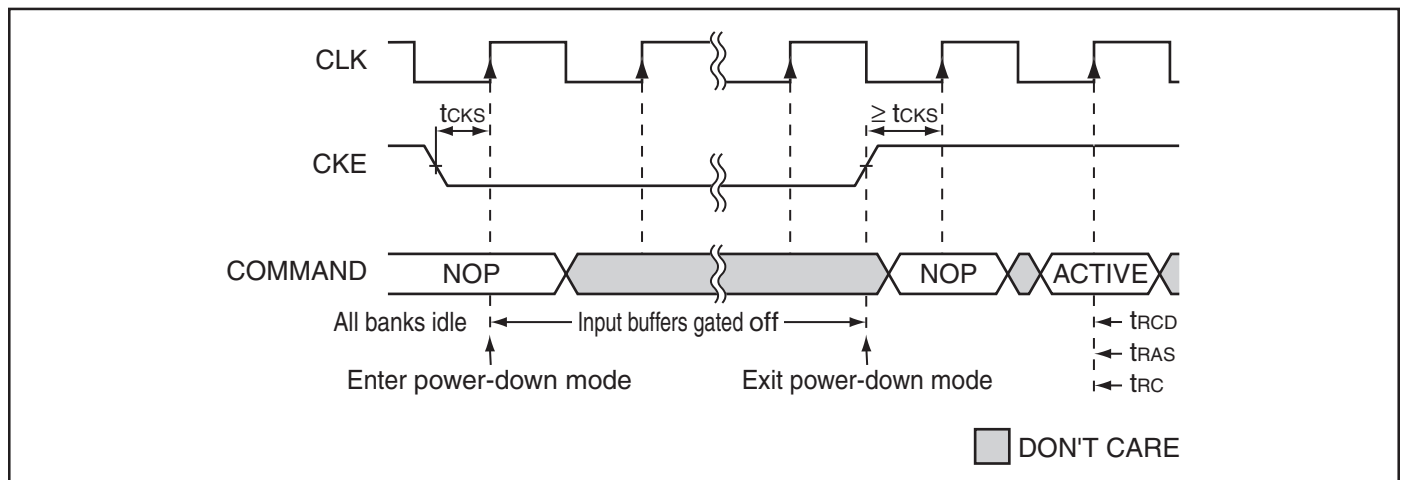 CLK
tCKS
≥ tCKS
CKE
COMMAND
NOP
NOP
ACTIVE
All banks idle
Input buffers gated off
tRCD
tRAS
tRC
Enter power-down mode
Exit power-down mode
DON'T CARE